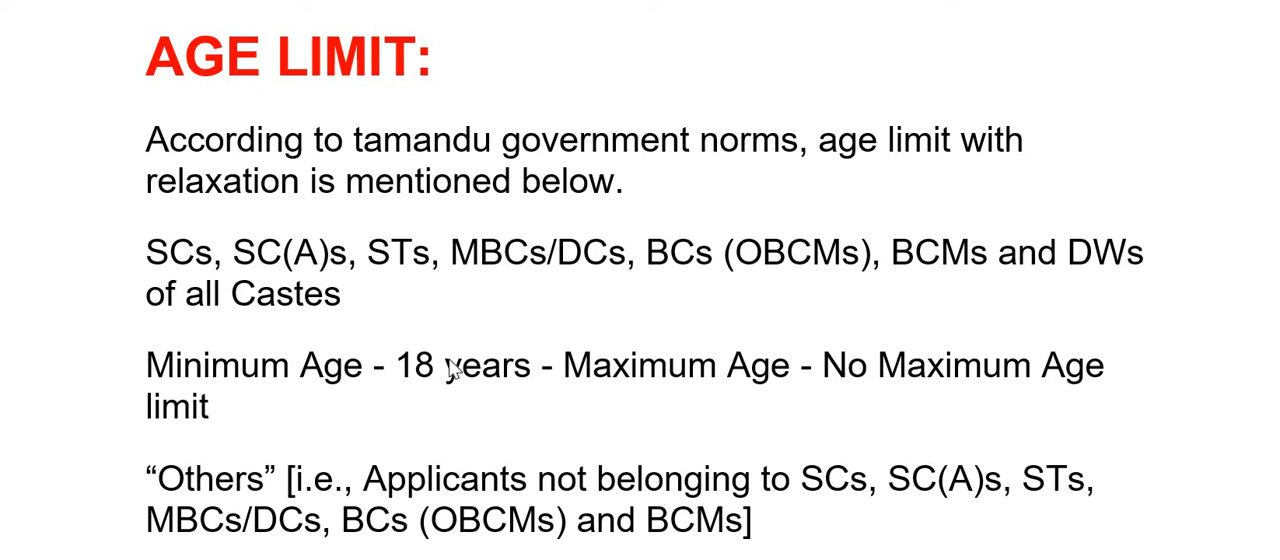 AGE LIMIT:
According to tamandu government norms, age limit with
relaxation is mentioned below.
SCs, SC(A)s, STs, MBCs/DCs, BCs (OBCMs), BCMs and DWs
of all Castes
Minimum Age - 18 years - Maximum Age - No Maximum Age
limit
“Others” [i.e., Applicants not belonging to SCs, SC(A)s, STs,
MBCs/DCs, BCs (OBCMs) and BCMs]